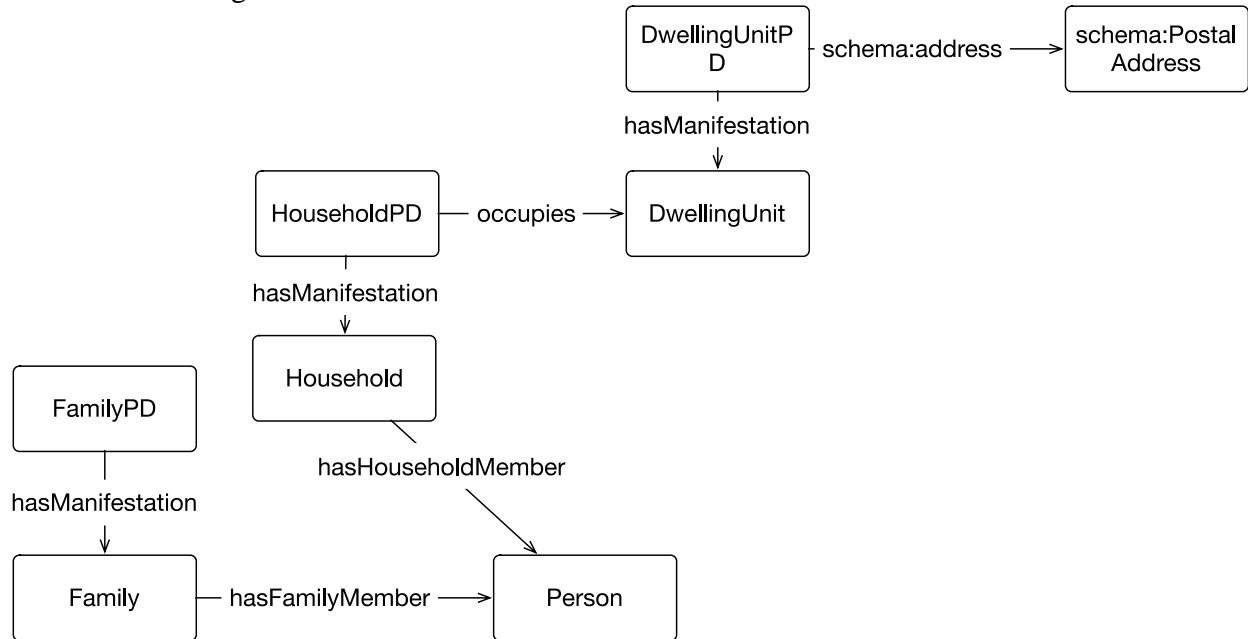 DwellingUnitP
D
schema:address
schema:Postal
Address
hasManifestation
HouseholdPD
occupies
DwellingUnit
hasManifestation
Household
FamilyPD
hasHouseholdMember
hasManifestation
Family
hasFamilyMember
Person